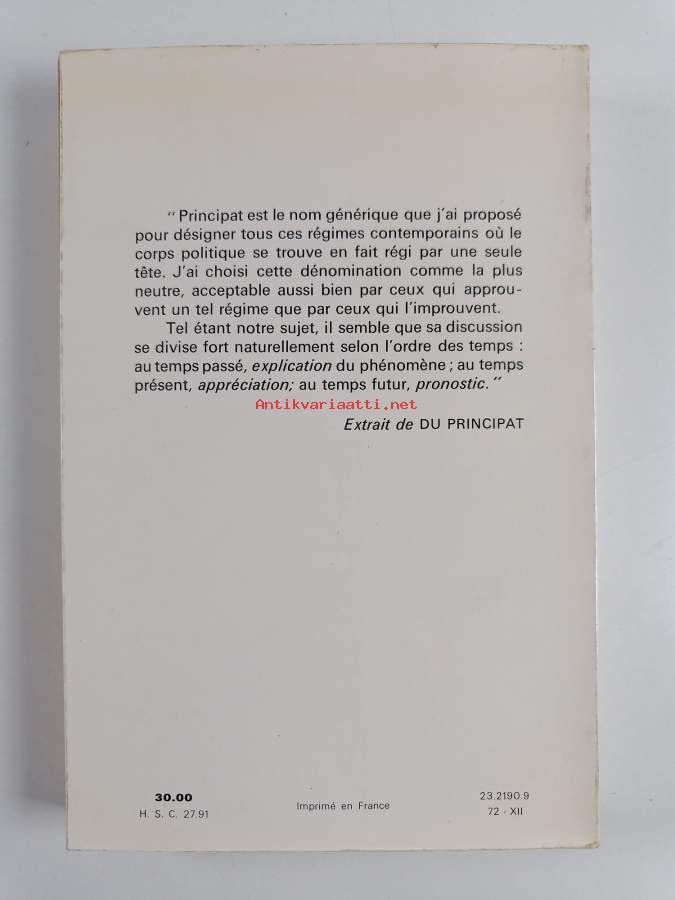 " Principat est le nom générique que j'ai proposé
pour désigner tous ces régimes contemporains où le
corps politique se trouve en fait régi par une seule
tête. J'ai choisi cette dénomination comme la plus
neutre, acceptable aussi bien par ceux qui approu-
vent un tel régime que par ceux qui l'improuvent.
Tel étant notre sujet, il semble que sa discussion
se divise fort naturellement selon l'ordre des temps :
au temps passé, explication du phénomène ; au temps
présent, appréciation; au temps futur, pronostic. "
Antikvariaatti.net
Extrait de DU PRINCIPAT
30.00
H. S. C. 27.91
Imprimé en France
23.2190.9
72 - XII